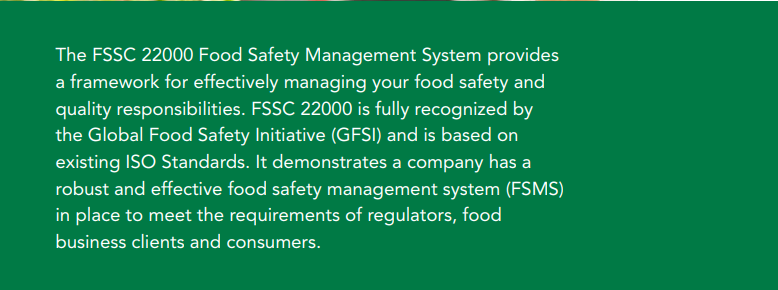 The FSSC 22000 Food Safety Management System provides
a framework for effectively managing your food safety and
quality responsibilities. FSSC 22000 is fully recognized by
the Global Food Safety Initiative (GFSI) and is based on
existing ISO Standards. It demonstrates a company has a
robust and effective food safety management system (FSMS)
in place to meet the requirements of regulators, food
business clients and consumers.